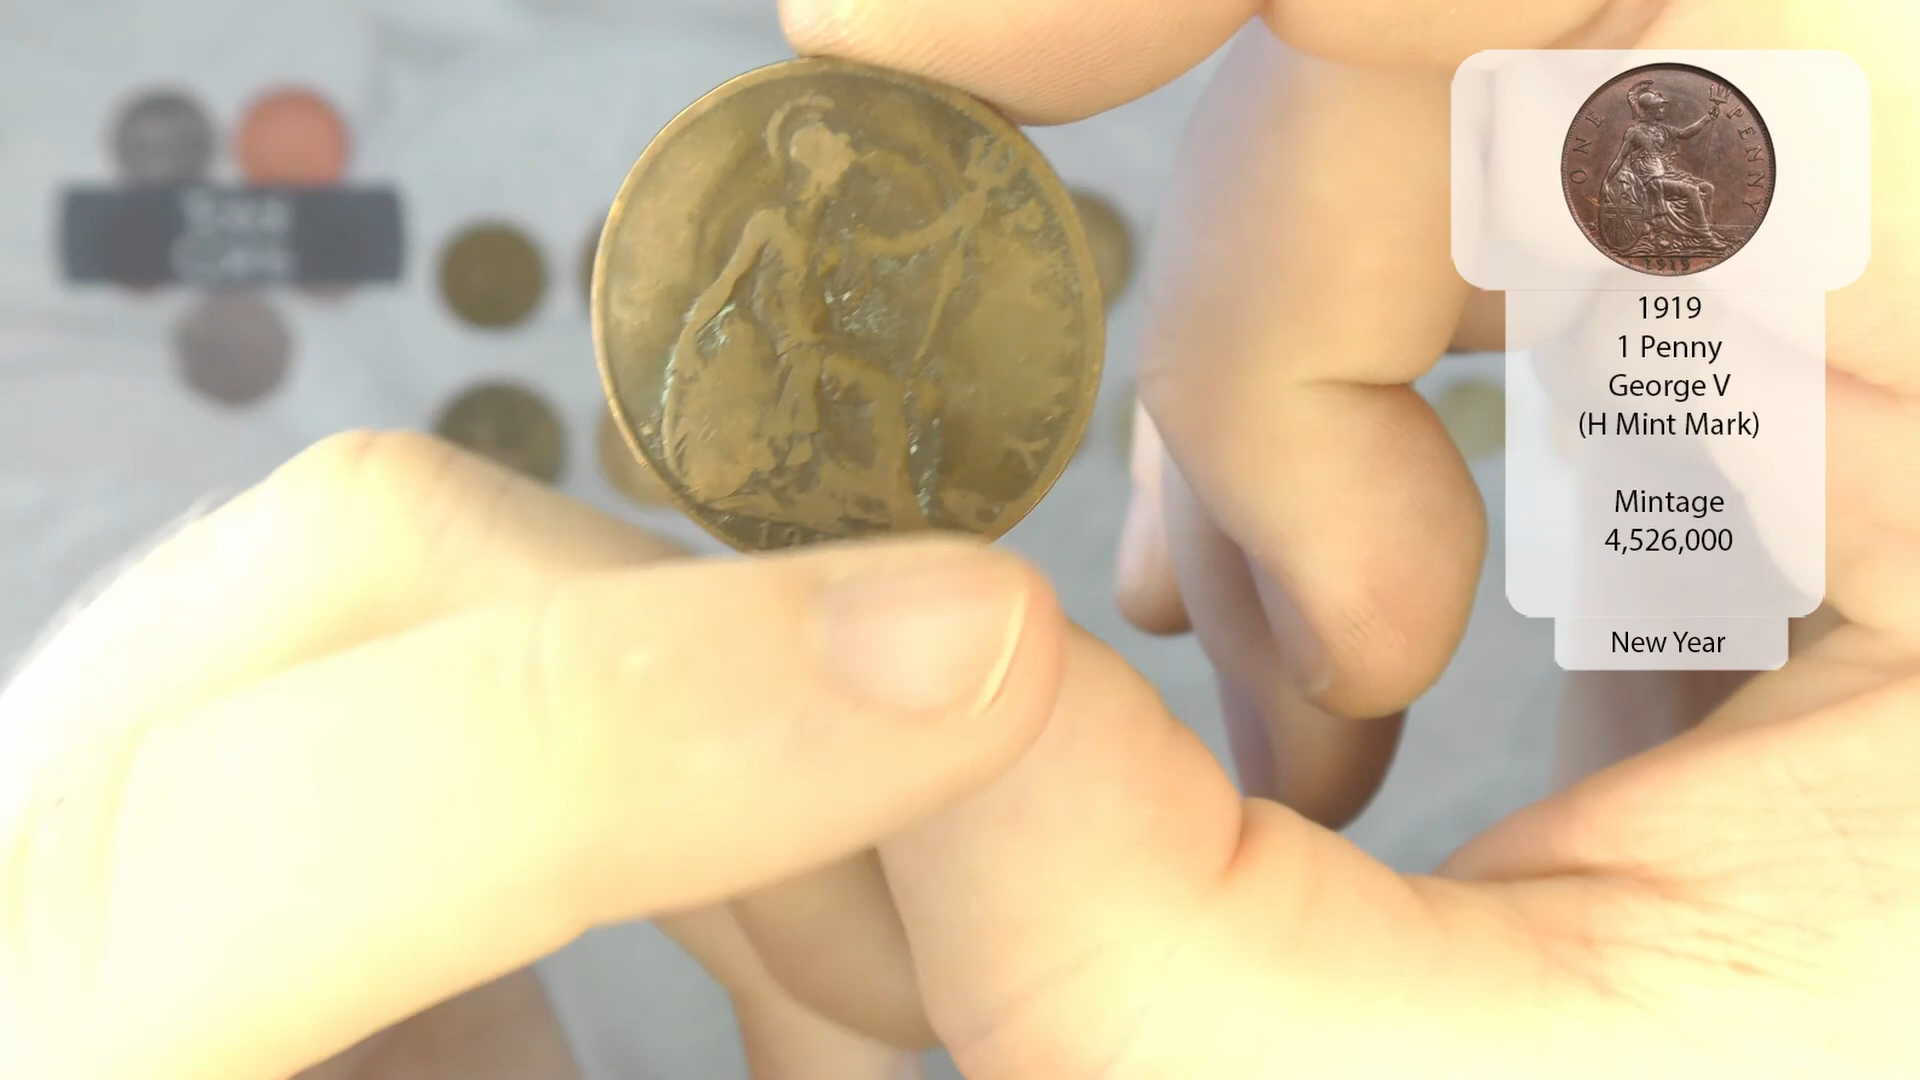 ONE PENNY
1919
1919
1 Penny
George V
(H Mint Mark)
Mintage
4,526,000
New Year